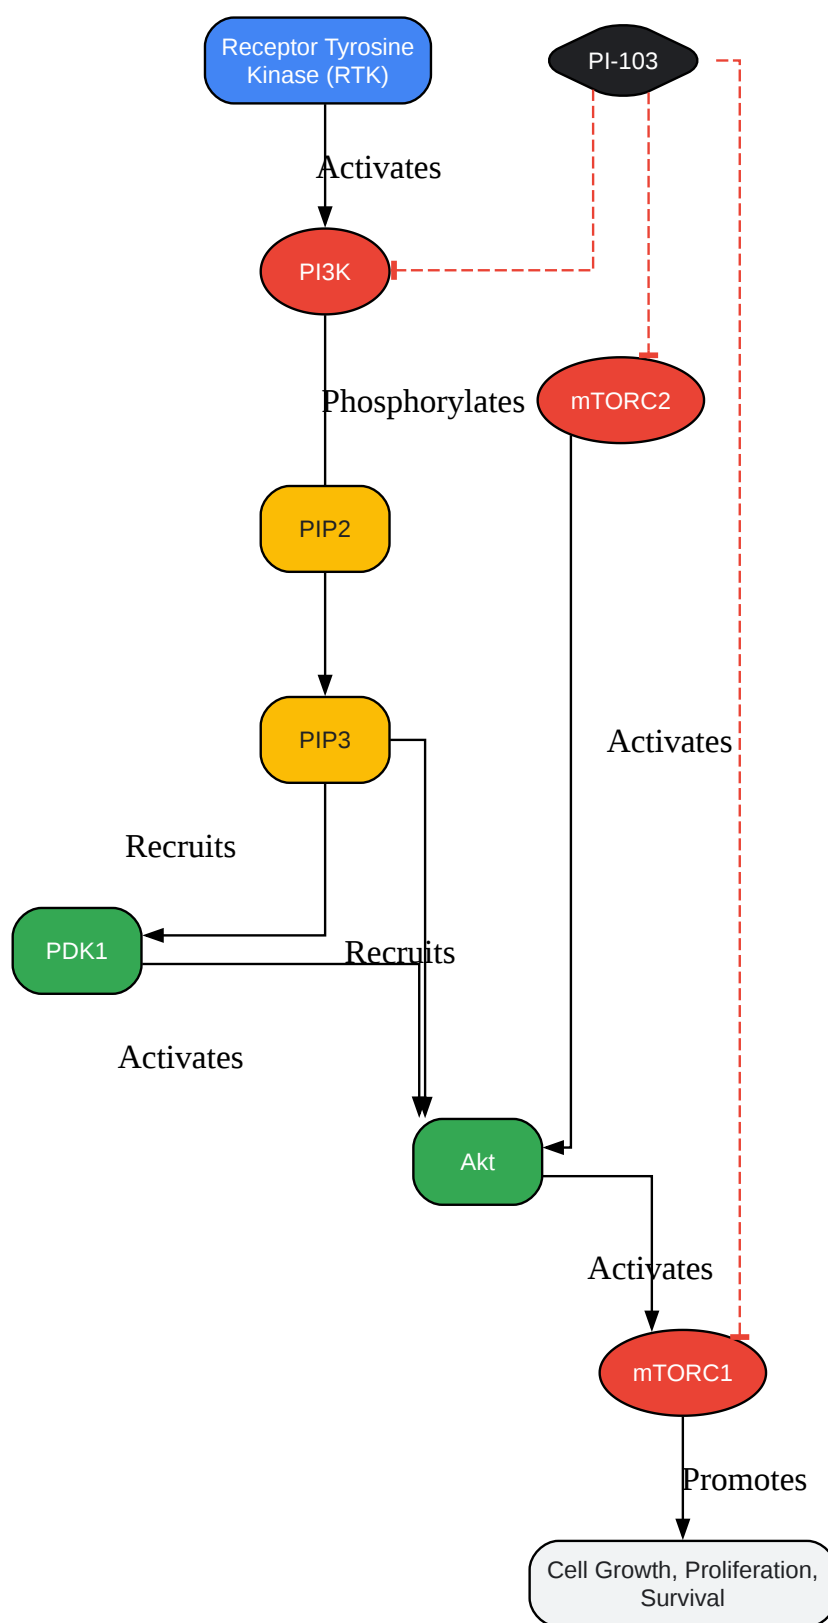 Receptor Tyrosine
Kinase (RTK)
PI-103
Activates
PI3K
Phosphorylates
mTORC2
PIP2
PIP3
Activates
Recruits
PDK1
Recruits
Activates
Akt
Activates
mTORC1
Promotes
Cell Growth, Proliferation,
Survival